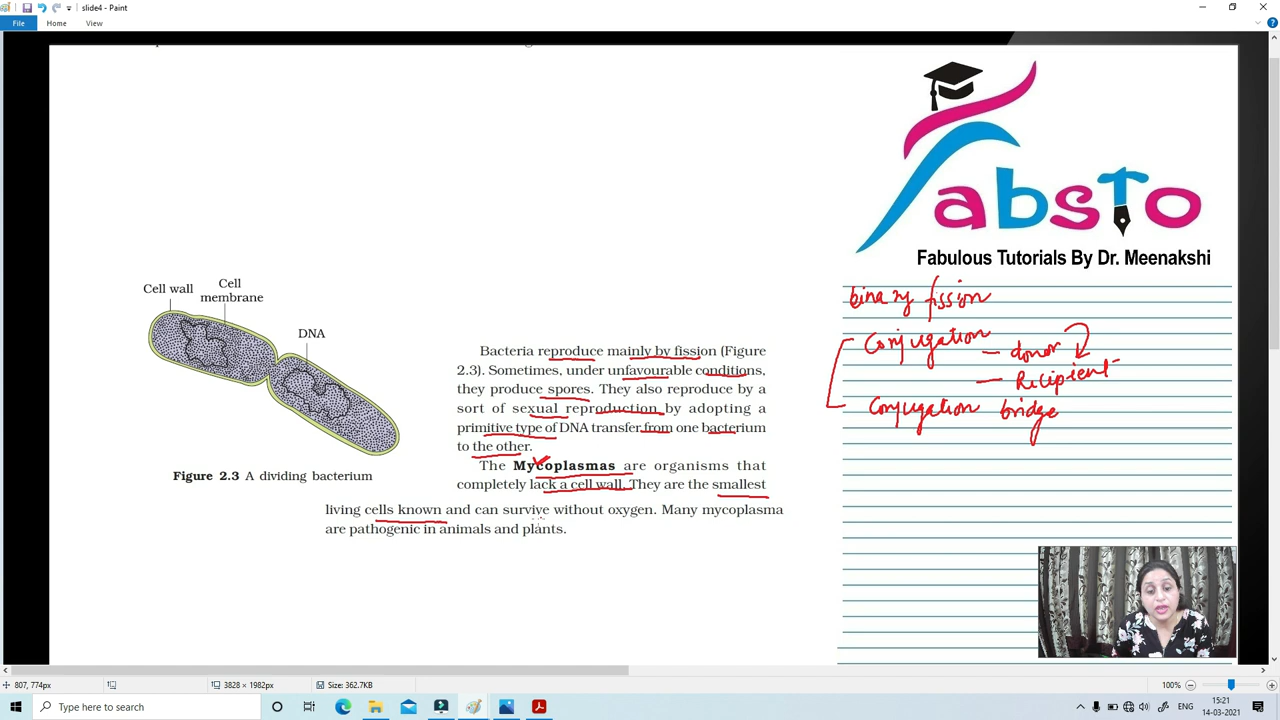 slide4 - Paint
File
Home
View
absto
Fabulous Tutorials By Dr. Meenakshi
Cell wall
Cell
membrane
DNA
Figure 2.3 A dividing bacterium
Bacteria reproduce mainly by fission (Figure
2.3). Sometimes, under unfavourable conditions,
they produce spores. They also reproduce by a
sort of sexual reproduction by adopting a
primitive type of DNA transfer from one bacterium
to the other.
The Mycoplasmas are organisms that
completely lack a cell wall. They are the smallest
living cells known and can survive without oxygen. Many mycoplasma
are pathogenic in animals and plants.
binary fission
Conjugation
— donor
— Recipient
Conjugation bridge
807, 774px
3828 × 1982px
Size: 362.7KB
100%
Type here to search
ENG
15:21
14-03-2021